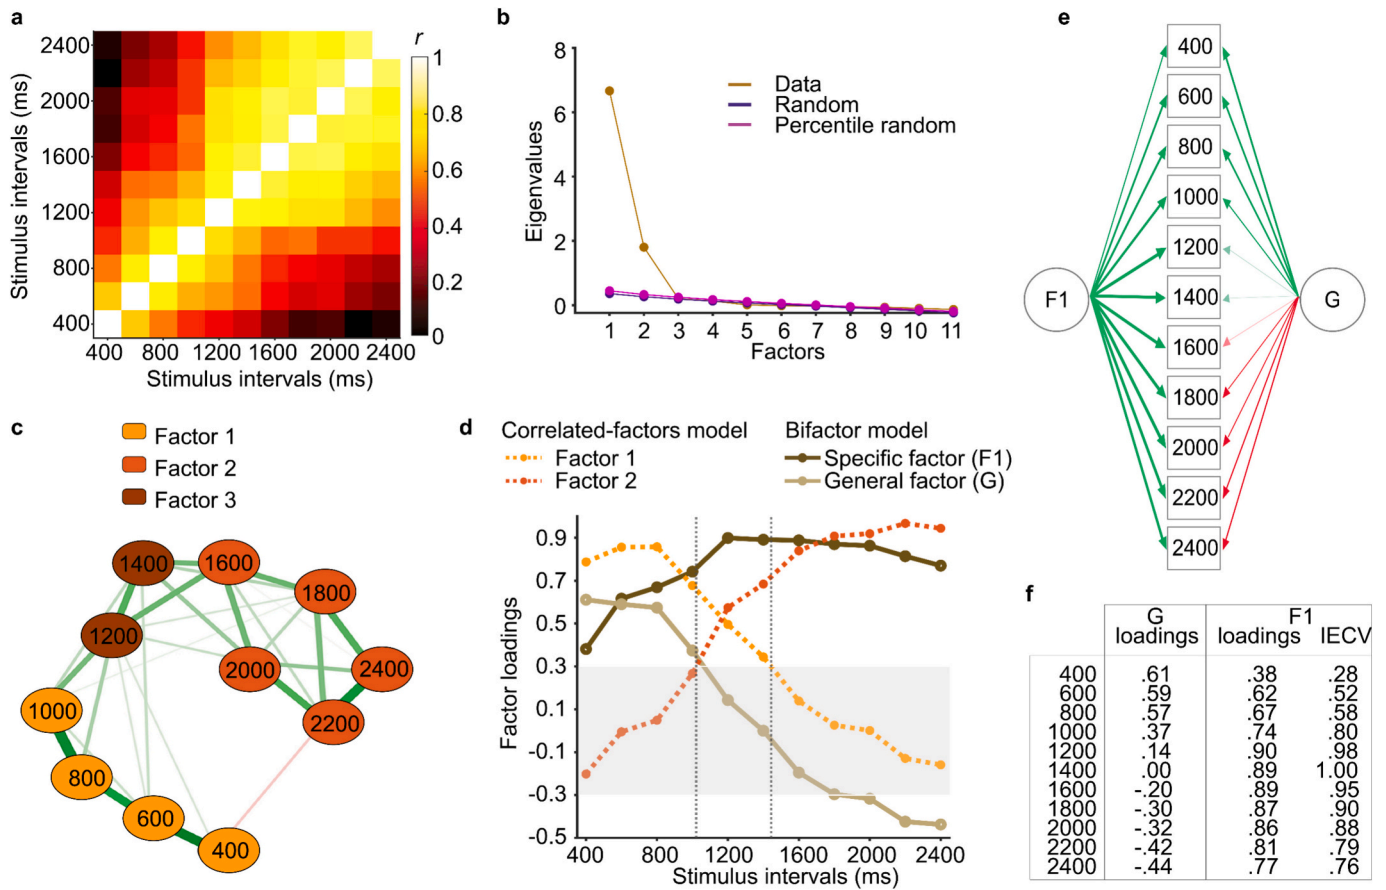 a
2400
2000
1600
1200
800
400
Stimulus intervals (ms)
400 800 1200 1600 2000 2400
Stimulus intervals (ms)
r
1
0.8
0.6
0.4
0.2
0
b
8
6
4
2
0
Eigenvalues
Data
Random
Percentile random
1 2 3 4 5 6 7 8 9 10 11
Factors
c
Factor 1
Factor 2
Factor 3
1400
1600
1800
1200
2000
2400
1000
2200
800
600
400
d
Correlated-factors model
Factor 1
Factor 2
Bifactor model
Specific factor (F1)
General factor (G)
0.9
0.7
0.5
0.3
0.1
-0.1
-0.3
-0.5
Factor loadings
400 800 1200 1600 2000 2400
Stimulus intervals (ms)
e
400
600
800
1000
1200
1400
1600
1800
2000
2200
2400
F1
G
f
G F1
loadings loadings IECV
400 .61 .38 .28
600 .59 .62 .52
800 .57 .67 .58
1000 .37 .74 .80
1200 .14 .90 .98
1400 .00 .89 1.00
1600 -.20 .89 .95
1800 -.30 .87 .90
2000 -.32 .86 .88
2200 -.42 .81 .79
2400 -.44 .77 .76